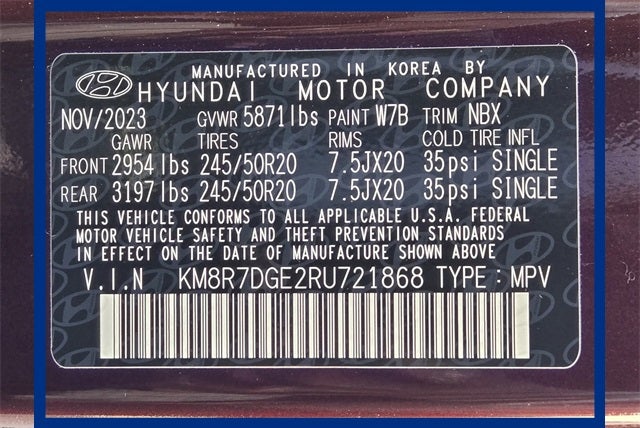 MANUFACTURED IN KOREA BY
HYUNDAI MOTOR COMPANY
NOV/2023 GVWR 5871lbs PAINT W7B TRIM NBX
GAWR TIRES RIMS COLD TIRE INFL
FRONT 2954lbs 245/50R20 7.5JX20 35psi SINGLE
REAR 3197lbs 245/50R20 7.5JX20 35psi SINGLE
THIS VEHICLE CONFORMS TO ALL APPLICABLE U.S.A. FEDERAL
MOTOR VEHICLE SAFETY AND THEFT PREVENTION STANDARDS
IN EFFECT ON THE DATE OF MANUFACTURE SHOWN ABOVE
V.I.N KM8R7DGE2RU721868 TYPE : MPV